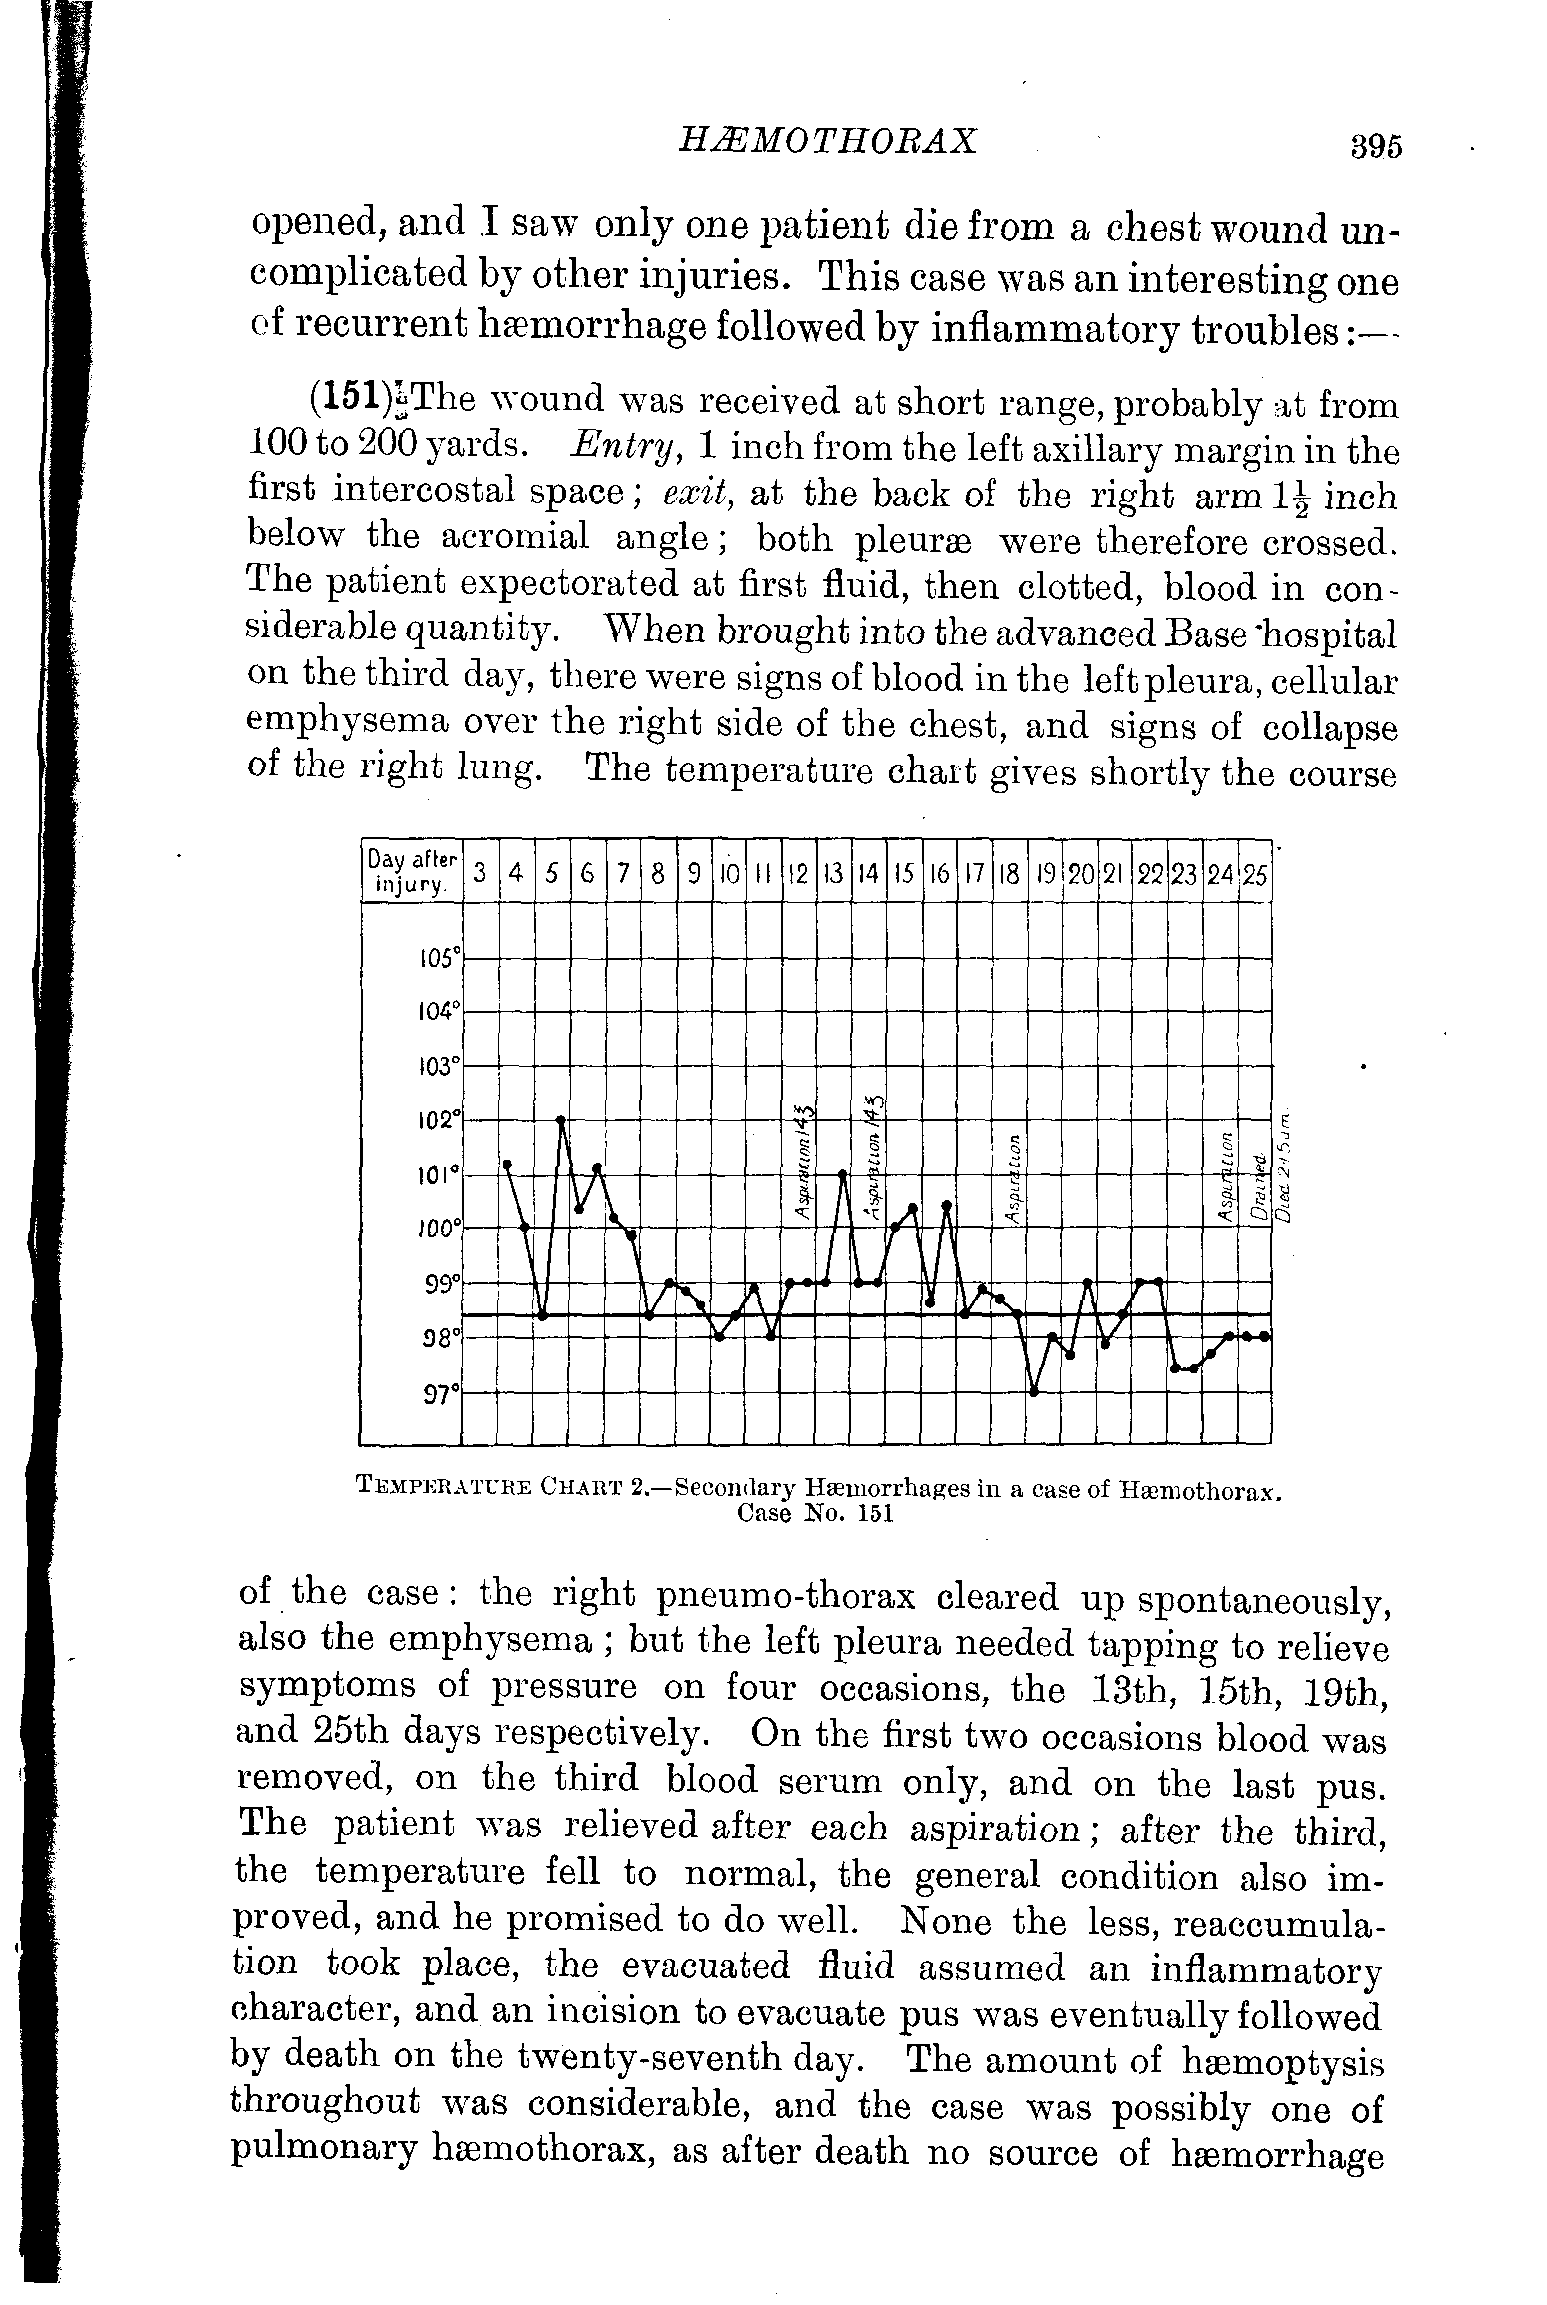 HÆMOTHORAX 395
opened, and I saw only one patient die from a chest wound un-
complicated by other injuries. This case was an interesting one
of recurrent hæmorrhage followed by inflammatory troubles:—
(151) The wound was received at short range, probably at from
100 to 200 yards. Entry, 1 inch from the left axillary margin in the
first intercostal space; exit, at the back of the right arm 1½ inch
below the acromial angle; both pleuræ were therefore crossed.
The patient expectorated at first fluid, then clotted, blood in con-
siderable quantity. When brought into the advanced Base hospital
on the third day, there were signs of blood in the left pleura, cellular
emphysema over the right side of the chest, and signs of collapse
of the right lung. The temperature chart gives shortly the course
Day after injury. 3 4 5 6 7 8 9 10 11 12 13 14 15 16 17 18 19 20 21 22 23 24 25
105°
104°
103°
102°
101°
100°
99°
98°
97°
Aspiration 14℥
Aspiration 14℥
Aspiration
Aspiration
Drained
Died 2.15 a.m.
TEMPERATURE CHART 2.—Secondary Hæmorrhages in a case of Hæmothorax.
Case No. 151
of the case: the right pneumo-thorax cleared up spontaneously,
also the emphysema; but the left pleura needed tapping to relieve
symptoms of pressure on four occasions, the 13th, 15th, 19th,
and 25th days respectively. On the first two occasions blood was
removed, on the third blood serum only, and on the last pus.
The patient was relieved after each aspiration; after the third,
the temperature fell to normal, the general condition also im-
proved, and he promised to do well. None the less, reaccumula-
tion took place, the evacuated fluid assumed an inflammatory
character, and an incision to evacuate pus was eventually followed
by death on the twenty-seventh day. The amount of hæmoptysis
throughout was considerable, and the case was possibly one of
pulmonary hæmothorax, as after death no source of hæmorrhage